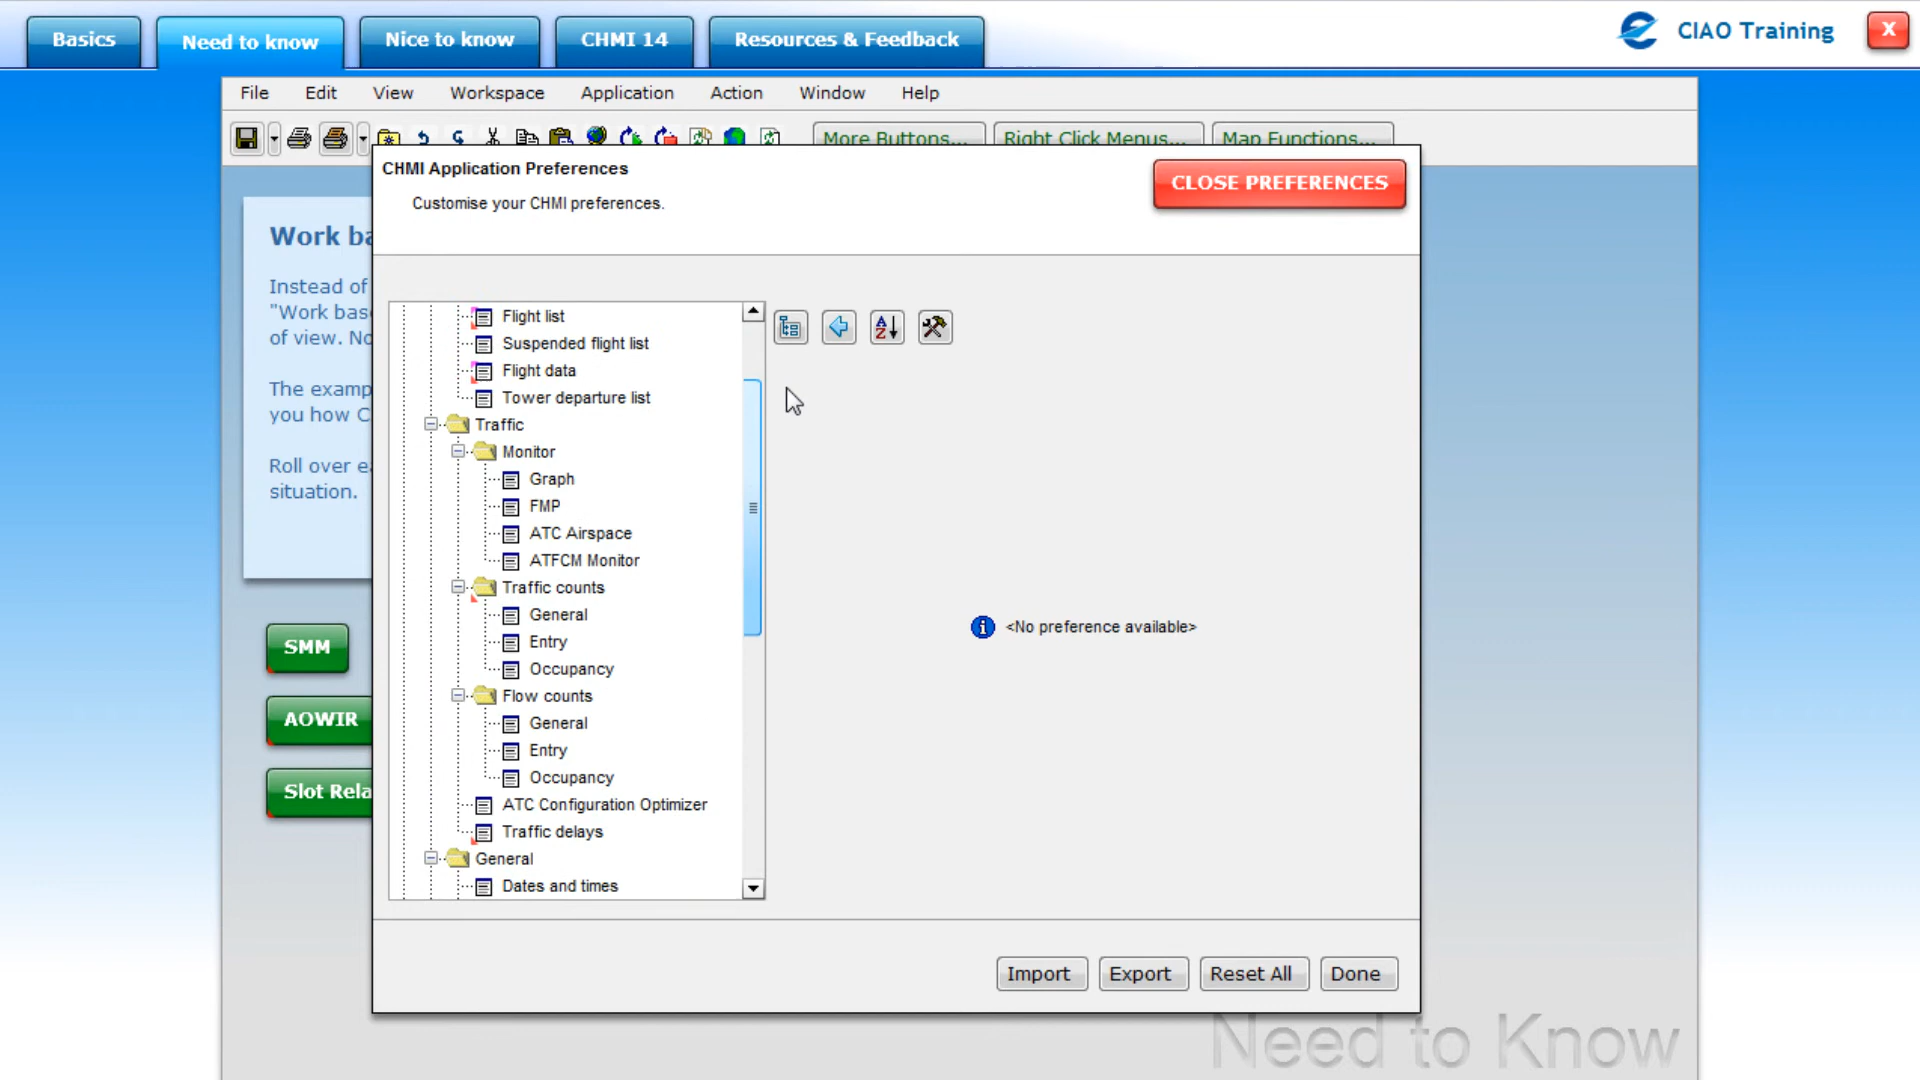 Basics
Need to know
Nice to know
CHMI 14
Resources & Feedback
CIAO Training
X
File Edit View Workspace Application Action Window Help
More Buttons... Right Click Menus... Map Functions...
CHMI Application Preferences
CLOSE PREFERENCES
Customise your CHMI preferences.
Work ba
Instead of
"Work base
of view. No
The examp
you how C
Roll over ea
situation.
SMM
AOWIR
Slot Rela
Flight list
Suspended flight list
Flight data
Tower departure list
Traffic
Monitor
Graph
FMP
ATC Airspace
ATFCM Monitor
Traffic counts
General
Entry
Occupancy
Flow counts
General
Entry
Occupancy
ATC Configuration Optimizer
Traffic delays
General
Dates and times
A
Z
<No preference available>
Import Export Reset All Done
Need to Know